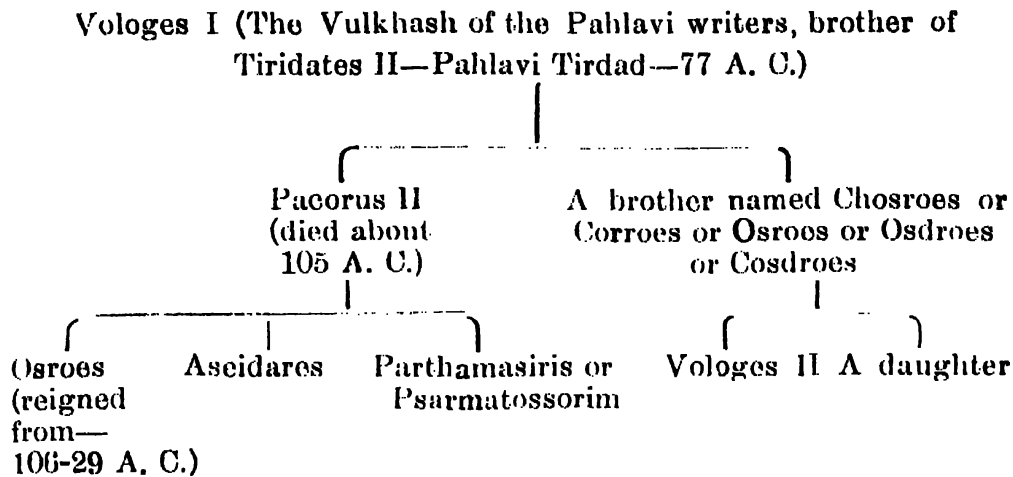 Vologes I (The Vulkhash of the Pahlavi writers, brother of
Tiridates II—Pahlavi Tirdad—77 A. C.)
Pacorus II
(died about
105 A. C.)
A brother named Chosroes or
Corroes or Osroos or Osdroes
or Cosdroes
Osroes
(reigned
from—
106-29 A. C.)
Ascidares
Parthamasiris or
Psarmatossorim
Vologes II A daughter